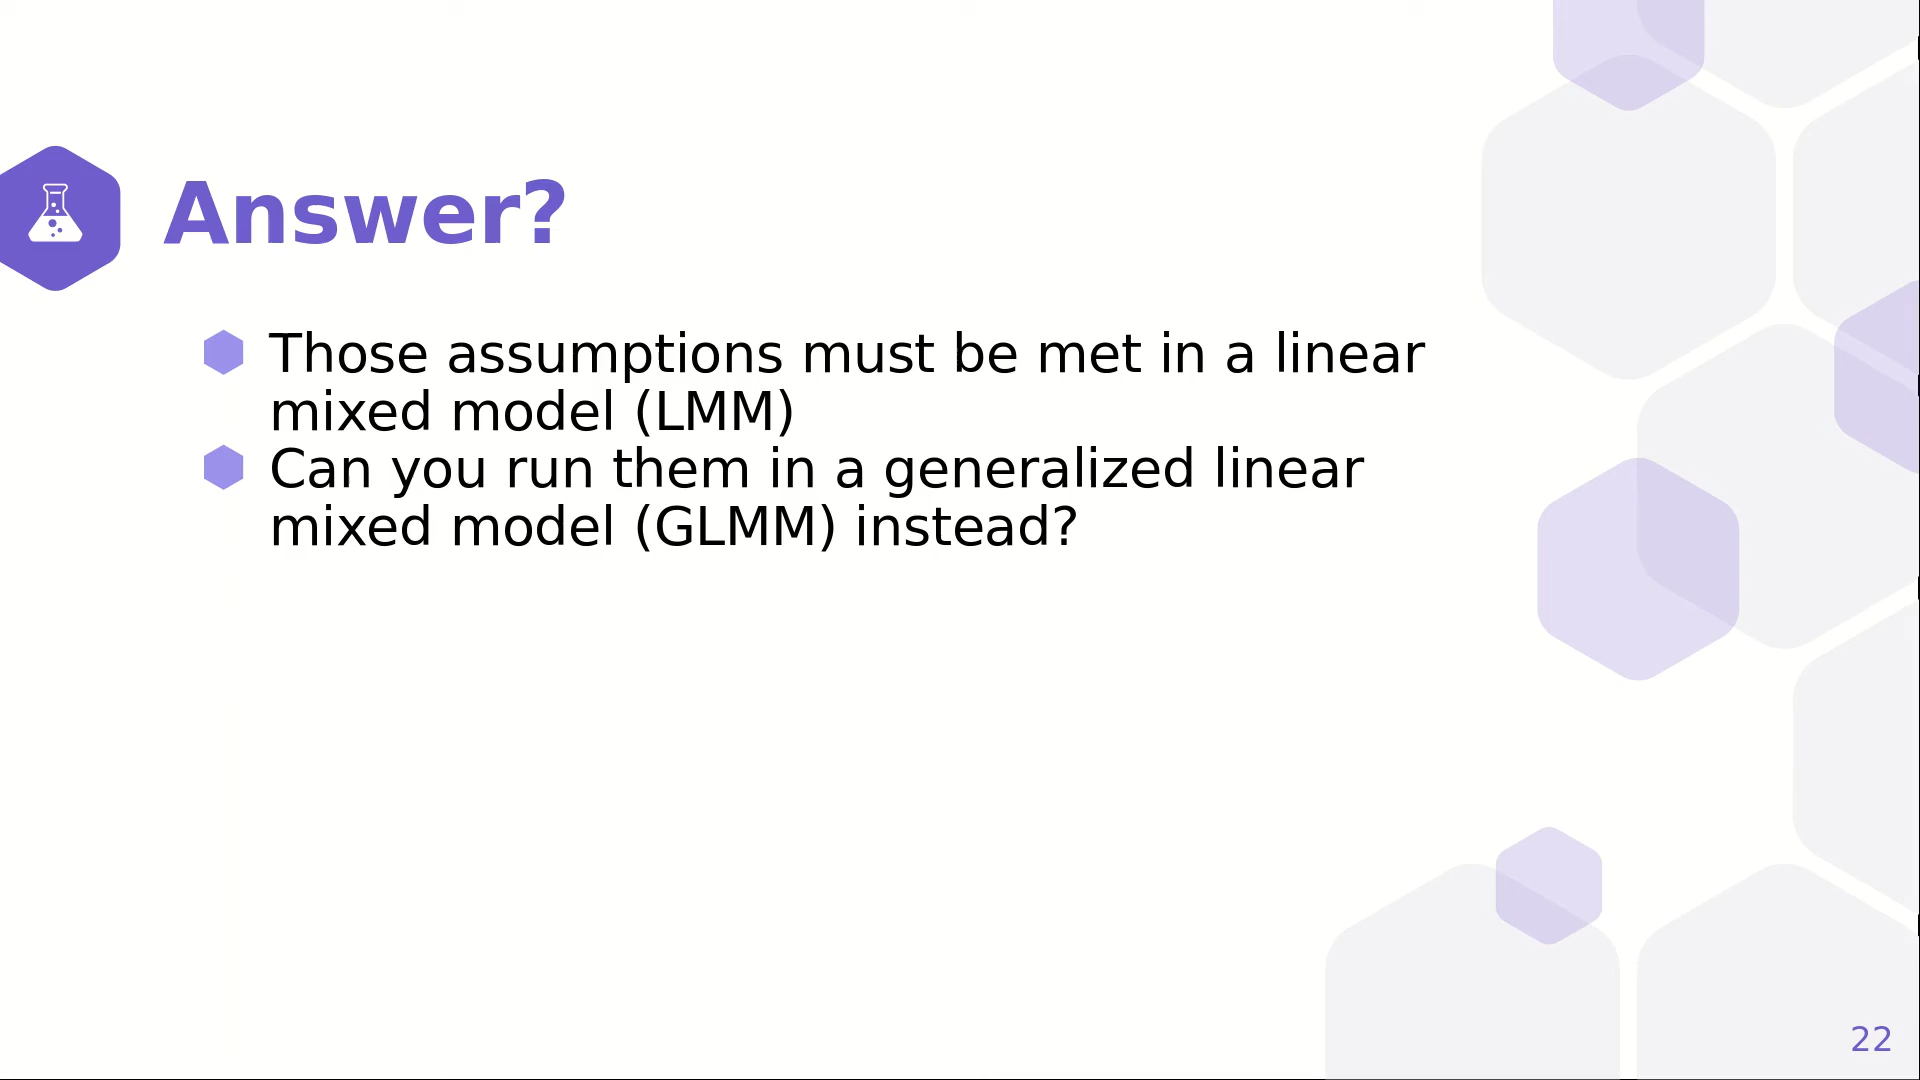 Answer?
Those assumptions must be met in a linear
mixed model (LMM)
Can you run them in a generalized linear
mixed model (GLMM) instead?
22